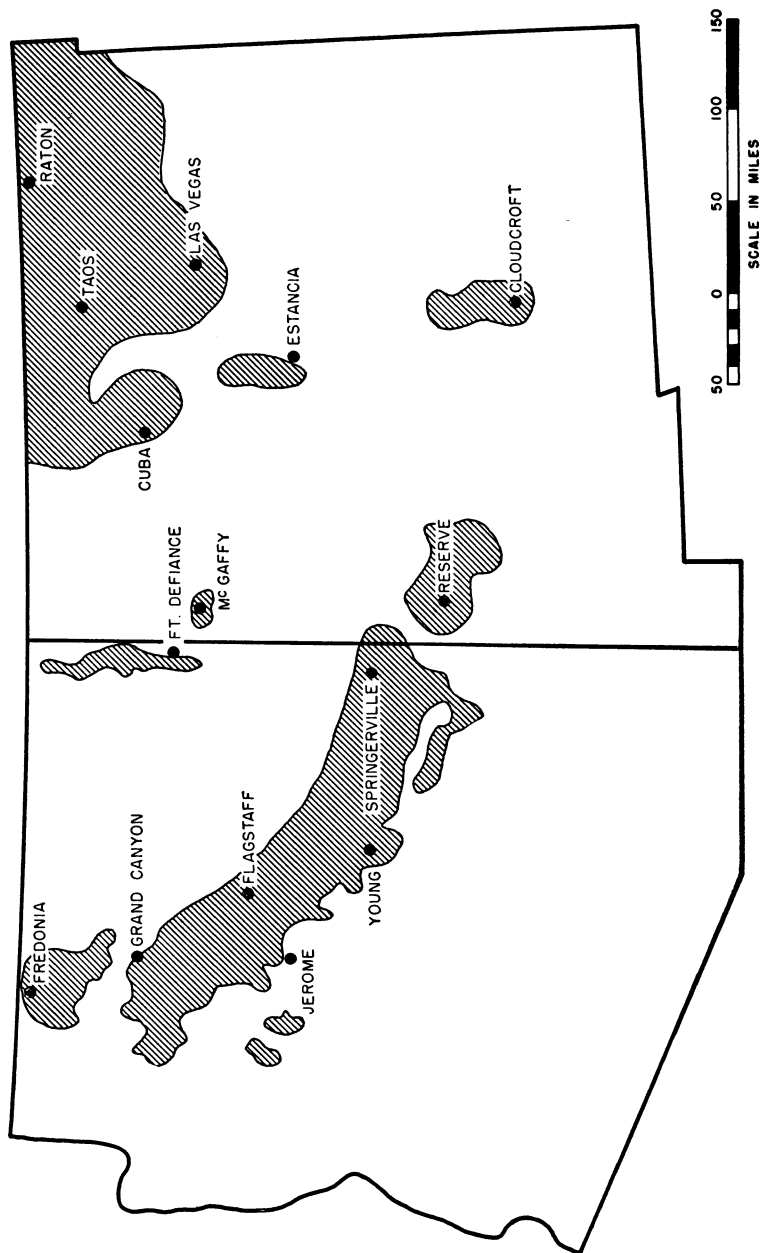 FREDONIA
GRAND CANYON
FLAGSTAFF
JEROME
YOUNG
SPRINGERVILLE
FT. DEFIANCE
McGAFFY
RESERVE
CUBA
TAOS
RATON
LAS VEGAS
ESTANCIA
CLOUDCROFT
50 0 50 100 150
SCALE IN MILES